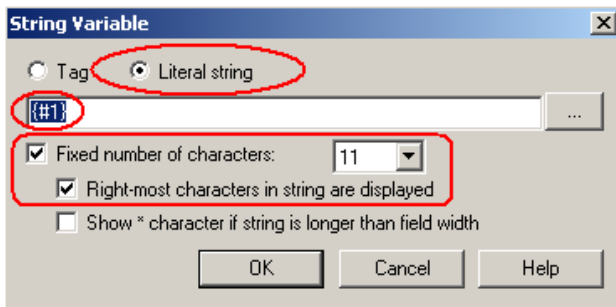 String Variable
Tag Literal string
{#1} ...
Fixed number of characters: 11
Right-most characters in string are displayed
Show * character if string is longer than field width
OK Cancel Help